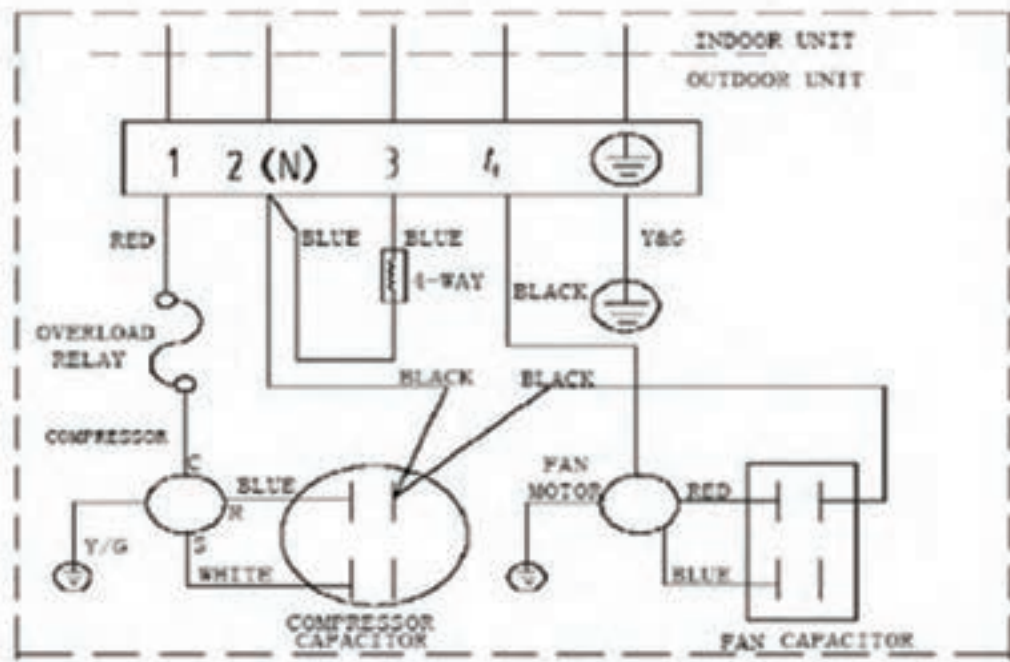 INDOOR UNIT
OUTDOOR UNIT
1 2 (N) 3 4
RED BLUE BLUE Y&G
4-WAY
BLACK
OVERLOAD
RELAY
BLACK BLACK
COMPRESSOR
C
FAN
MOTOR
BLUE RED
R
Y/G S
WHITE BLUE
COMPRESSOR
CAPACITOR
FAN CAPACITOR